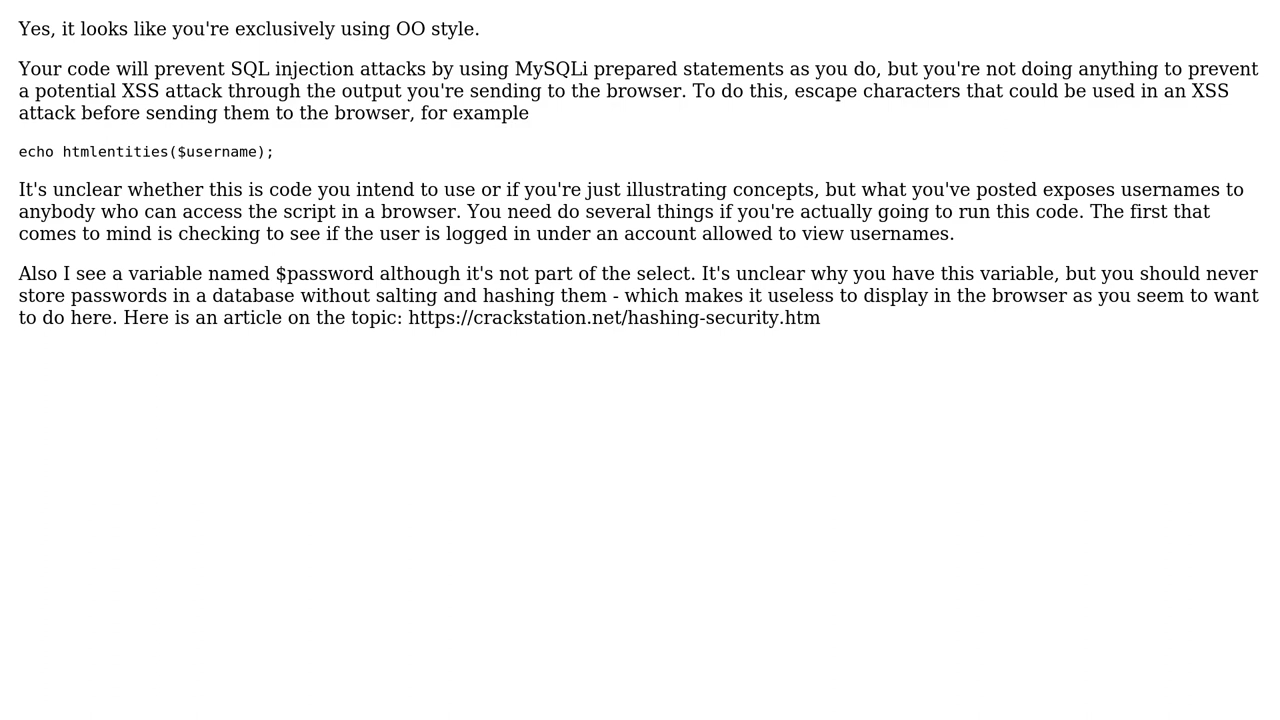 Yes, it looks like you're exclusively using OO style.
Your code will prevent SQL injection attacks by using MySQLi prepared statements as you do, but you're not doing anything to prevent
a potential XSS attack through the output you're sending to the browser. To do this, escape characters that could be used in an XSS
attack before sending them to the browser, for example
echo htmlentities($username);
It's unclear whether this is code you intend to use or if you're just illustrating concepts, but what you've posted exposes usernames to
anybody who can access the script in a browser. You need do several things if you're actually going to run this code. The first that
comes to mind is checking to see if the user is logged in under an account allowed to view usernames.
Also I see a variable named $password although it's not part of the select. It's unclear why you have this variable, but you should never
store passwords in a database without salting and hashing them - which makes it useless to display in the browser as you seem to want
to do here. Here is an article on the topic: https://crackstation.net/hashing-security.htm